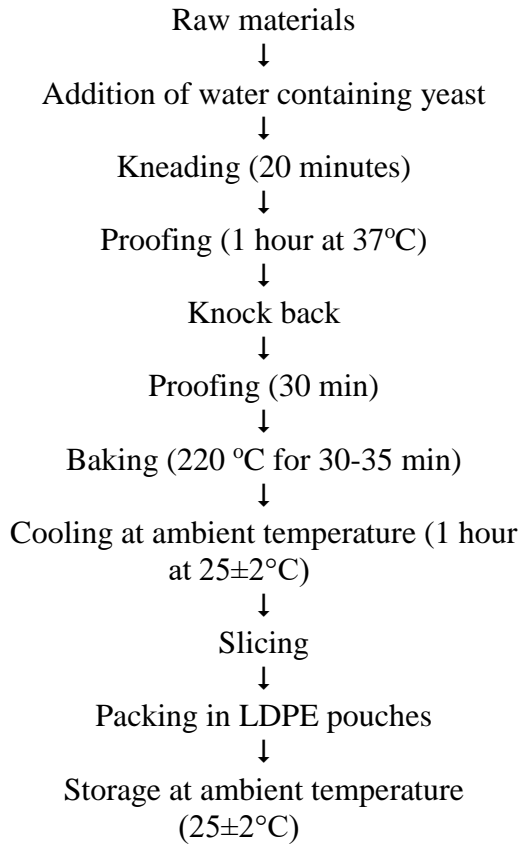 Raw materials
↓
Addition of water containing yeast
↓
Kneading (20 minutes)
↓
Proofing (1 hour at 37°C)
↓
Knock back
↓
Proofing (30 min)
↓
Baking (220 °C for 30-35 min)
↓
Cooling at ambient temperature (1 hour
at 25±2°C)
↓
Slicing
↓
Packing in LDPE pouches
↓
Storage at ambient temperature
(25±2°C)